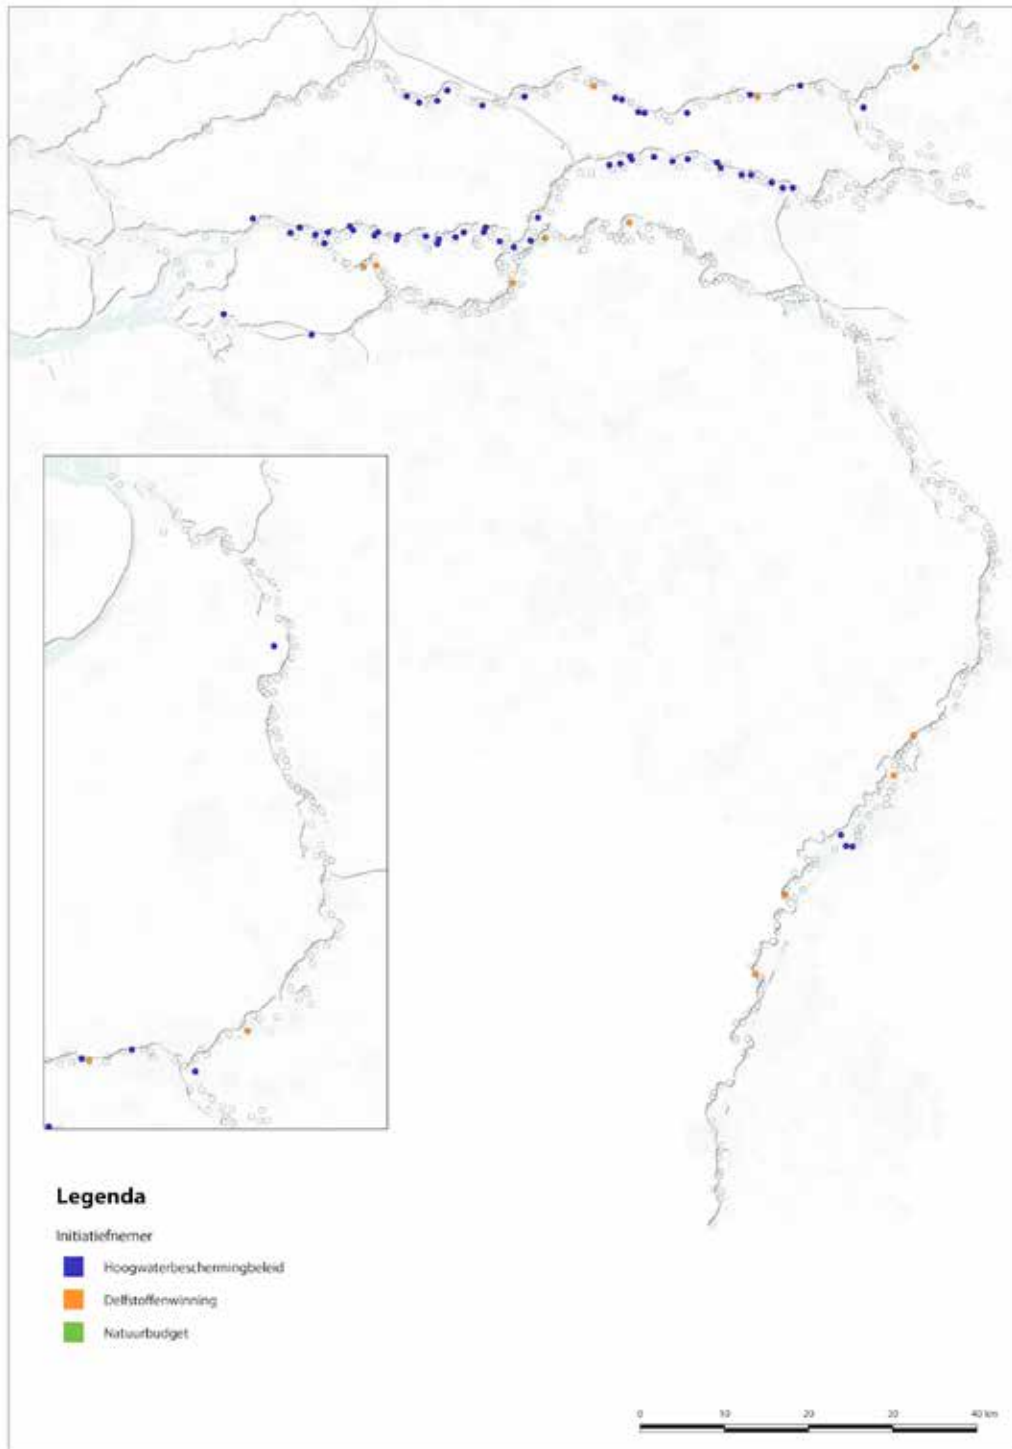 Legenda
Initiatiefnemer
Hoogwaterbeschermingbeleid
Delfstoffenwinning
Natuurbudget
0 10 20 30 40 km